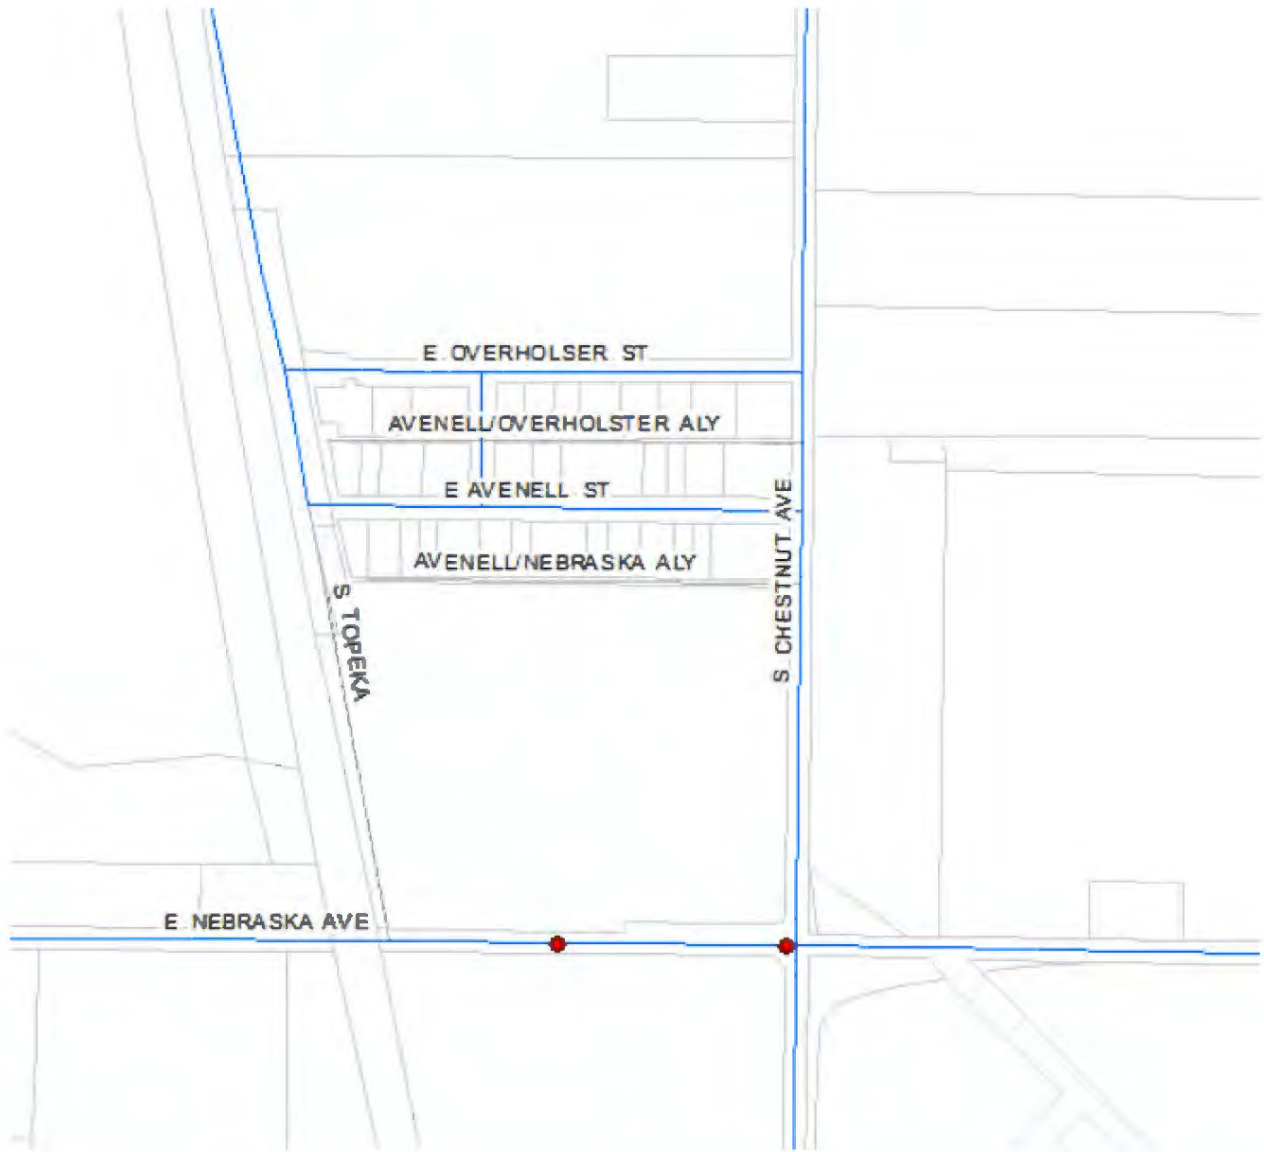 E OVERHOLSER ST
AVENELL/OVERHOLSTER ALY
E AVENELL ST
S CHESTNUT AVE
AVENELL/NEBRASKA ALY
S TOPEKA
E NEBRASKA AVE